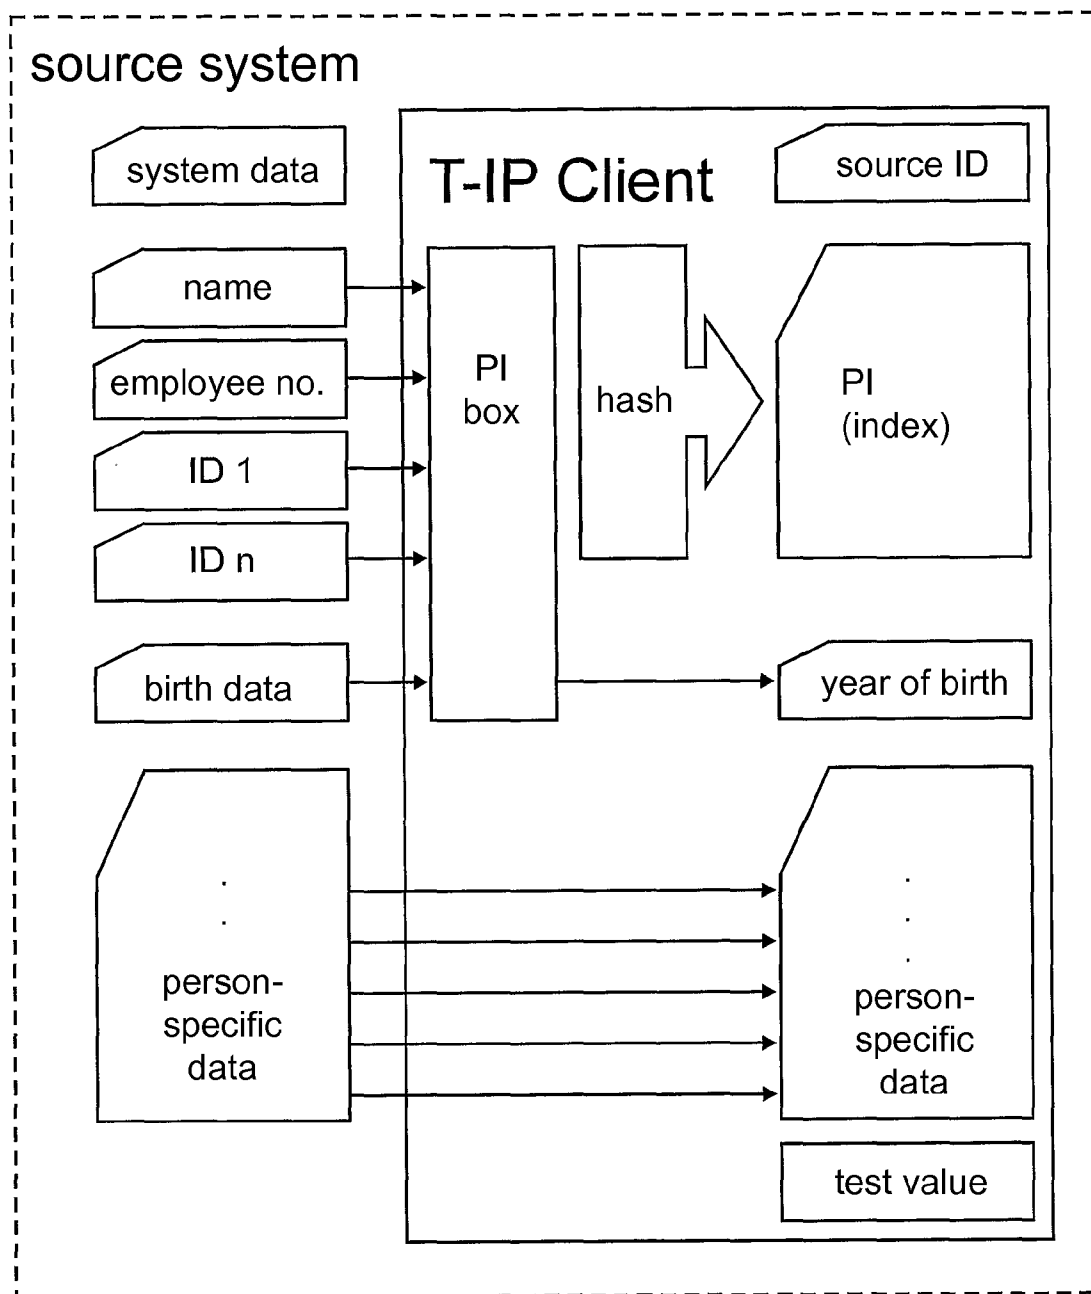 source system
system data
T-IP Client
source ID
name
employee no.
ID 1
ID n
PI
box
hash
PI
(index)
birth data
year of birth
person-
specific
data
person-
specific
data
test value